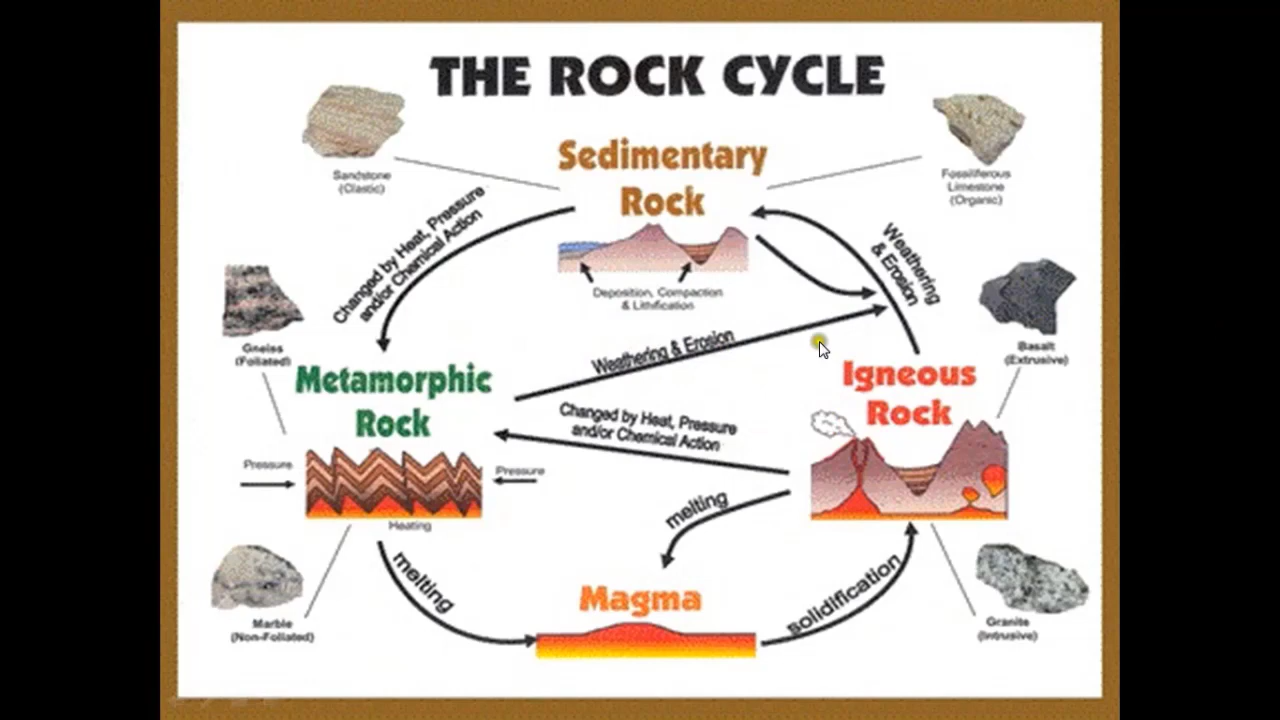 THE ROCK CYCLE
Sandstone
(Clastic)
Sedimentary
Rock
Fossiliferous
Limestone
(Organic)
Changed by Heat, Pressure
and/or Chemical Action
Deposition, Compaction
& Lithification
Weathering
& Erosion
Gneiss
(Foliated)
Basalt
(Extrusive)
Weathering & Erosion
Metamorphic
Rock
Igneous
Rock
Changed by Heat, Pressure
and/or Chemical Action
Pressure
Pressure
Heating
melting
melting
Magma
solidification
Marble
(Non-Foliated)
Granite
(Intrusive)